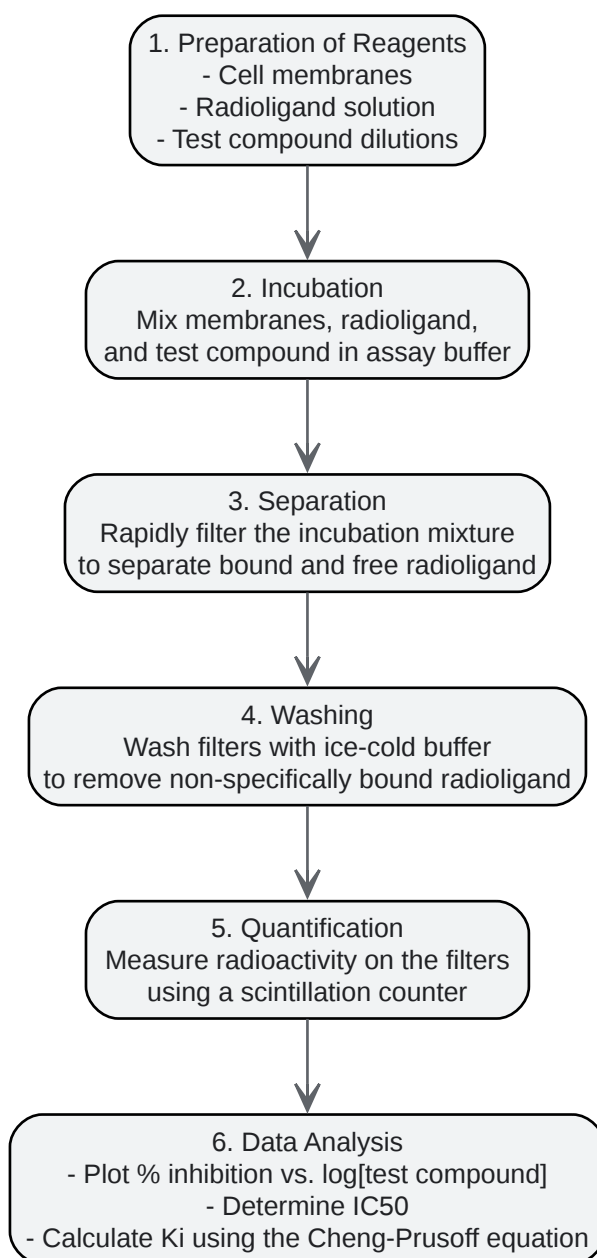 1. Preparation of Reagents
- Cell membranes
- Radioligand solution
- Test compound dilutions
2. Incubation
Mix membranes, radioligand,
and test compound in assay buffer
3. Separation
Rapidly filter the incubation mixture
to separate bound and free radioligand
4. Washing
Wash filters with ice-cold buffer
to remove non-specifically bound radioligand
5. Quantification
Measure radioactivity on the filters
using a scintillation counter
6. Data Analysis
- Plot % inhibition vs. log[test compound]
- Determine IC50
- Calculate Ki using the Cheng-Prusoff equation